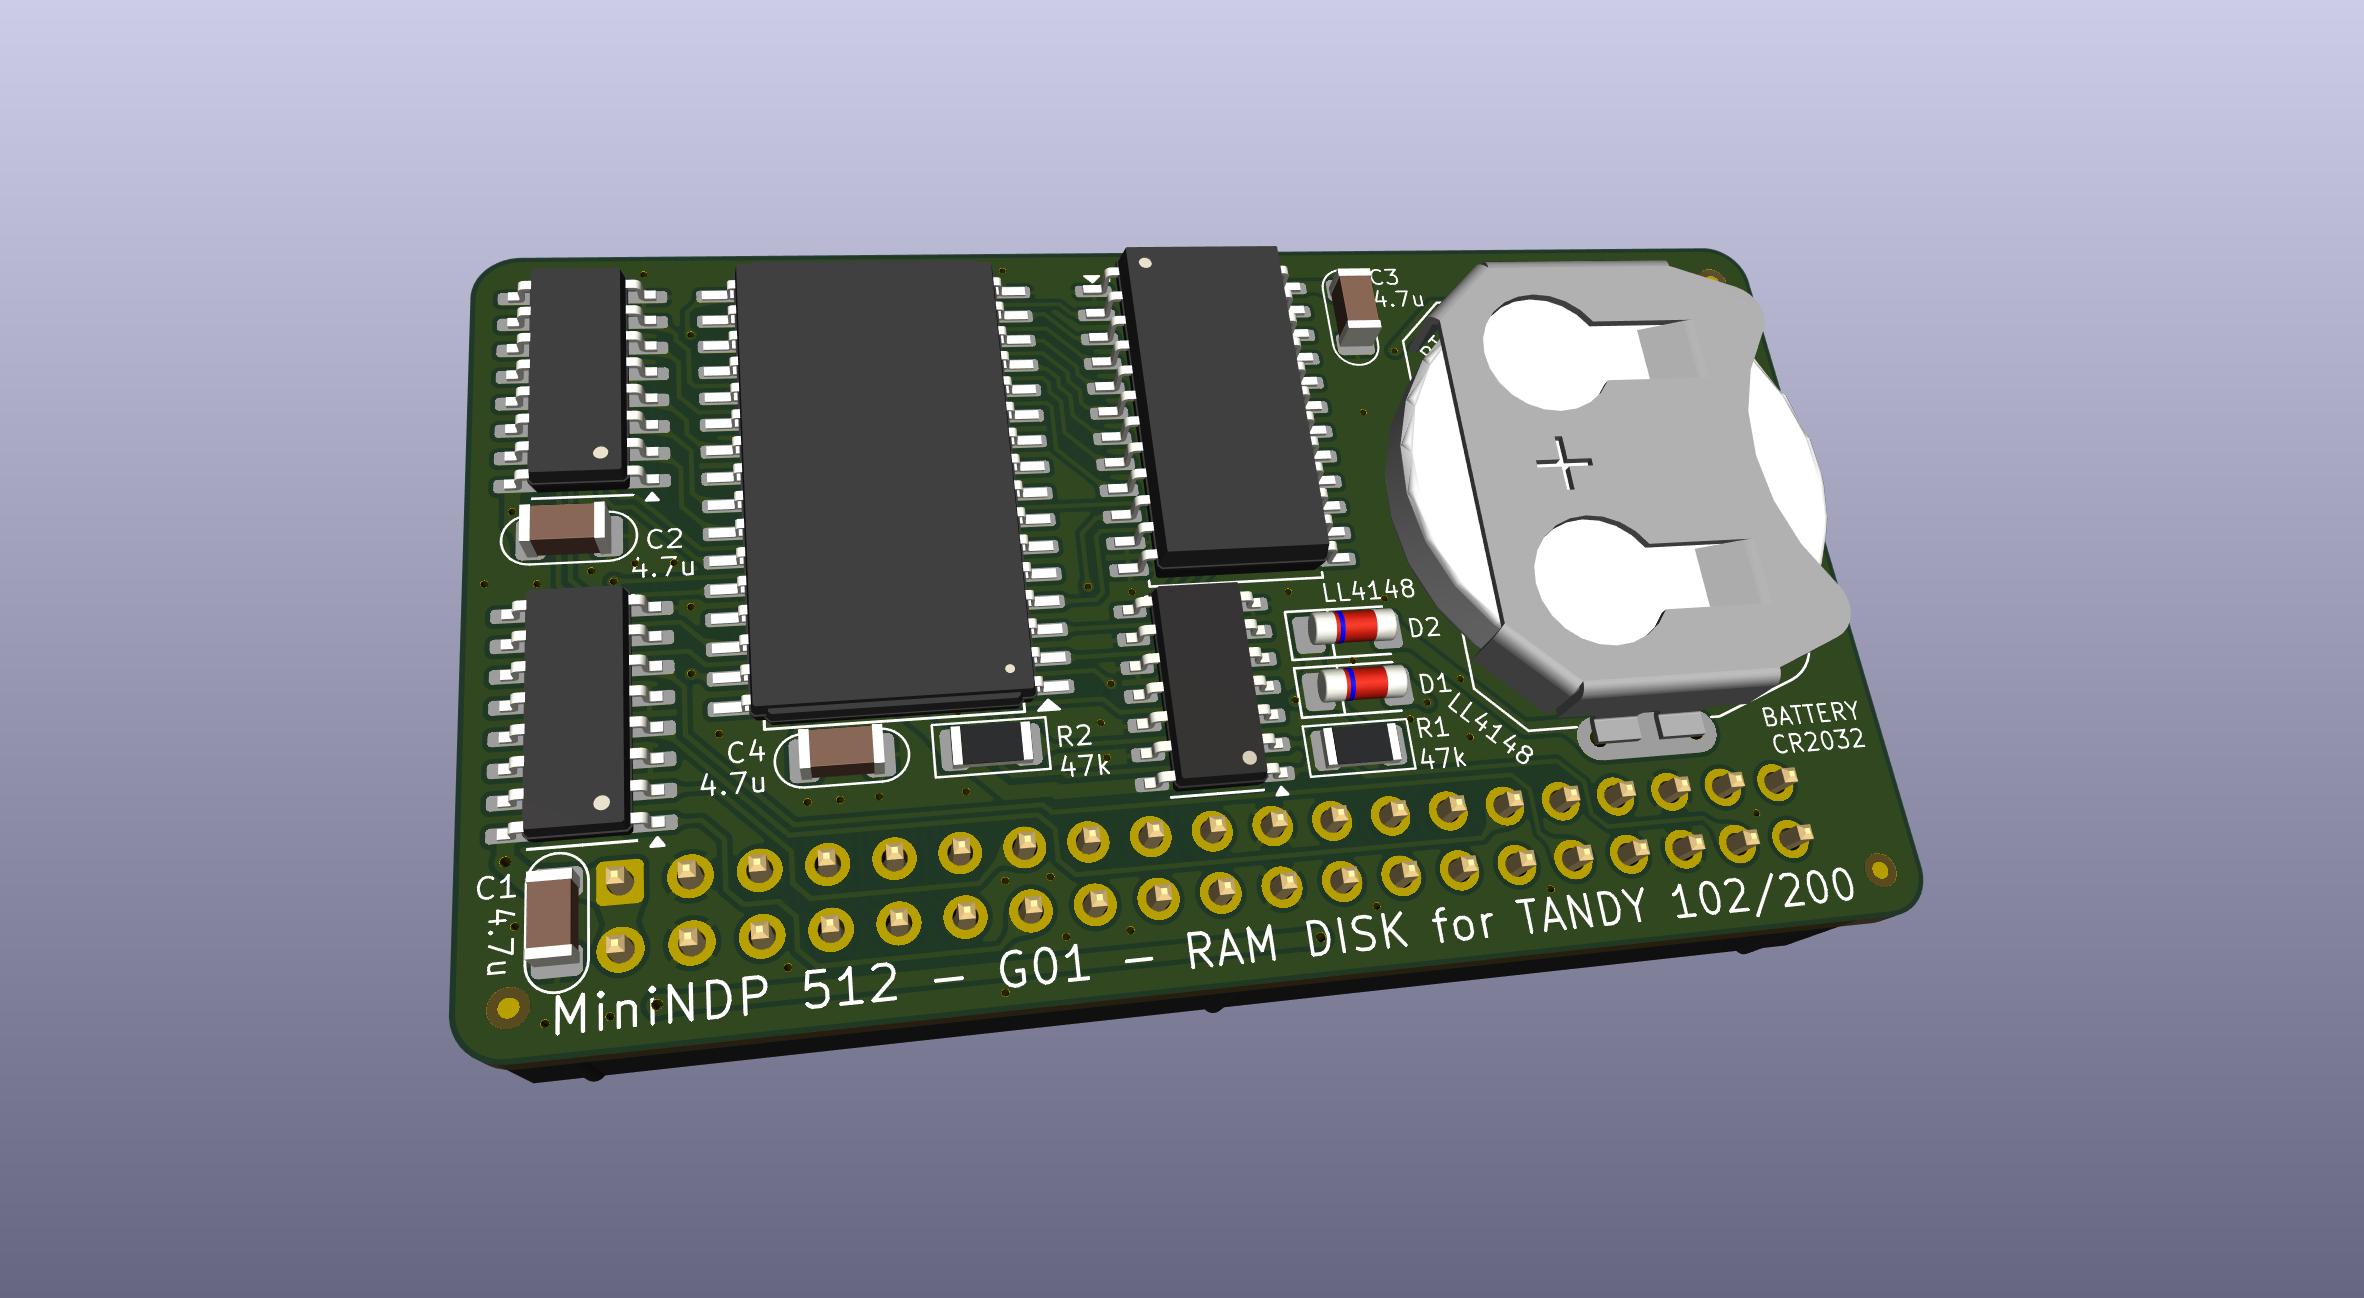 C3
4.7u
+
C2
4.7u
LL4148
D2
D1
LL4148
R1
47k
BATTERY
CR2032
C4
4.7u
R2
47k
C1
4.7u
MiniNDP 512 - G01 - RAM DISK for TANDY 102/200